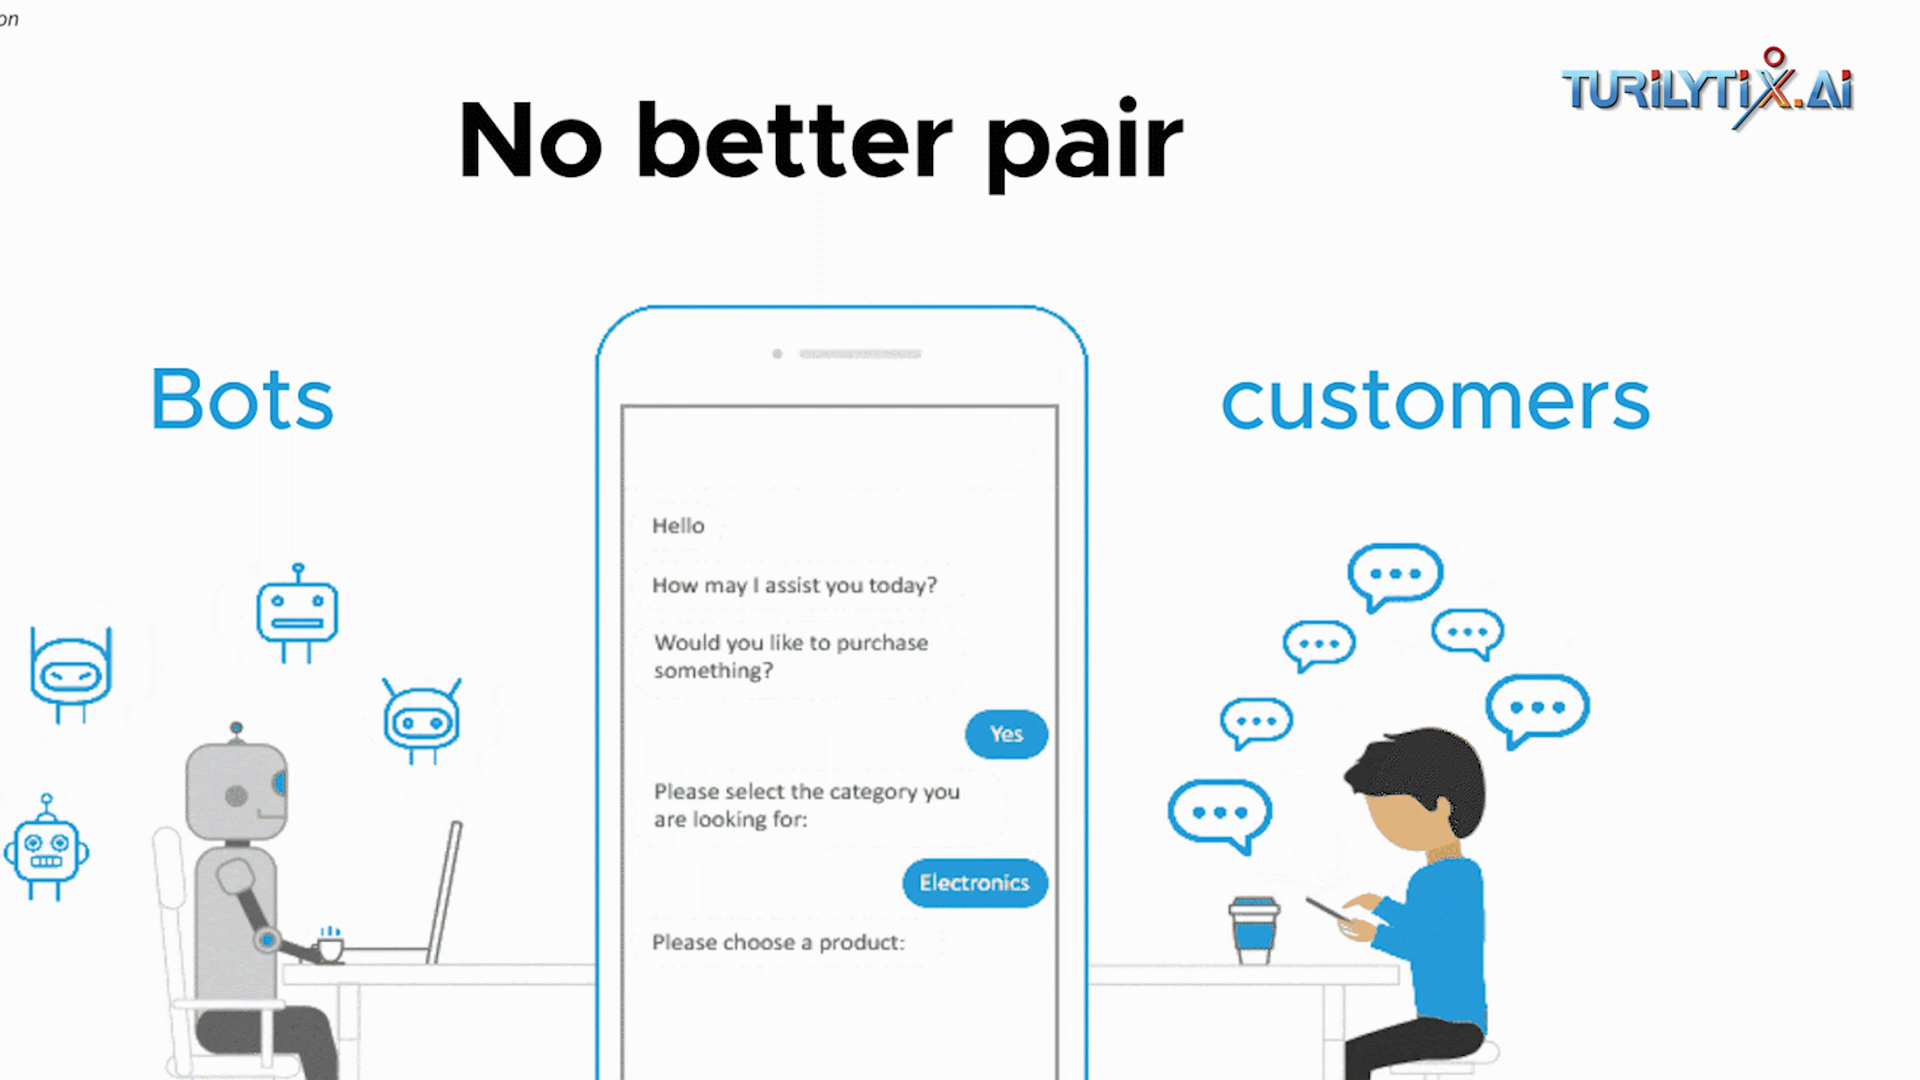 on
TURILYTIX.AI
No better pair
Bots
customers
Hello
How may I assist you today?
Would you like to purchase
something?
Yes
Please select the category you
are looking for:
Electronics
Please choose a product: